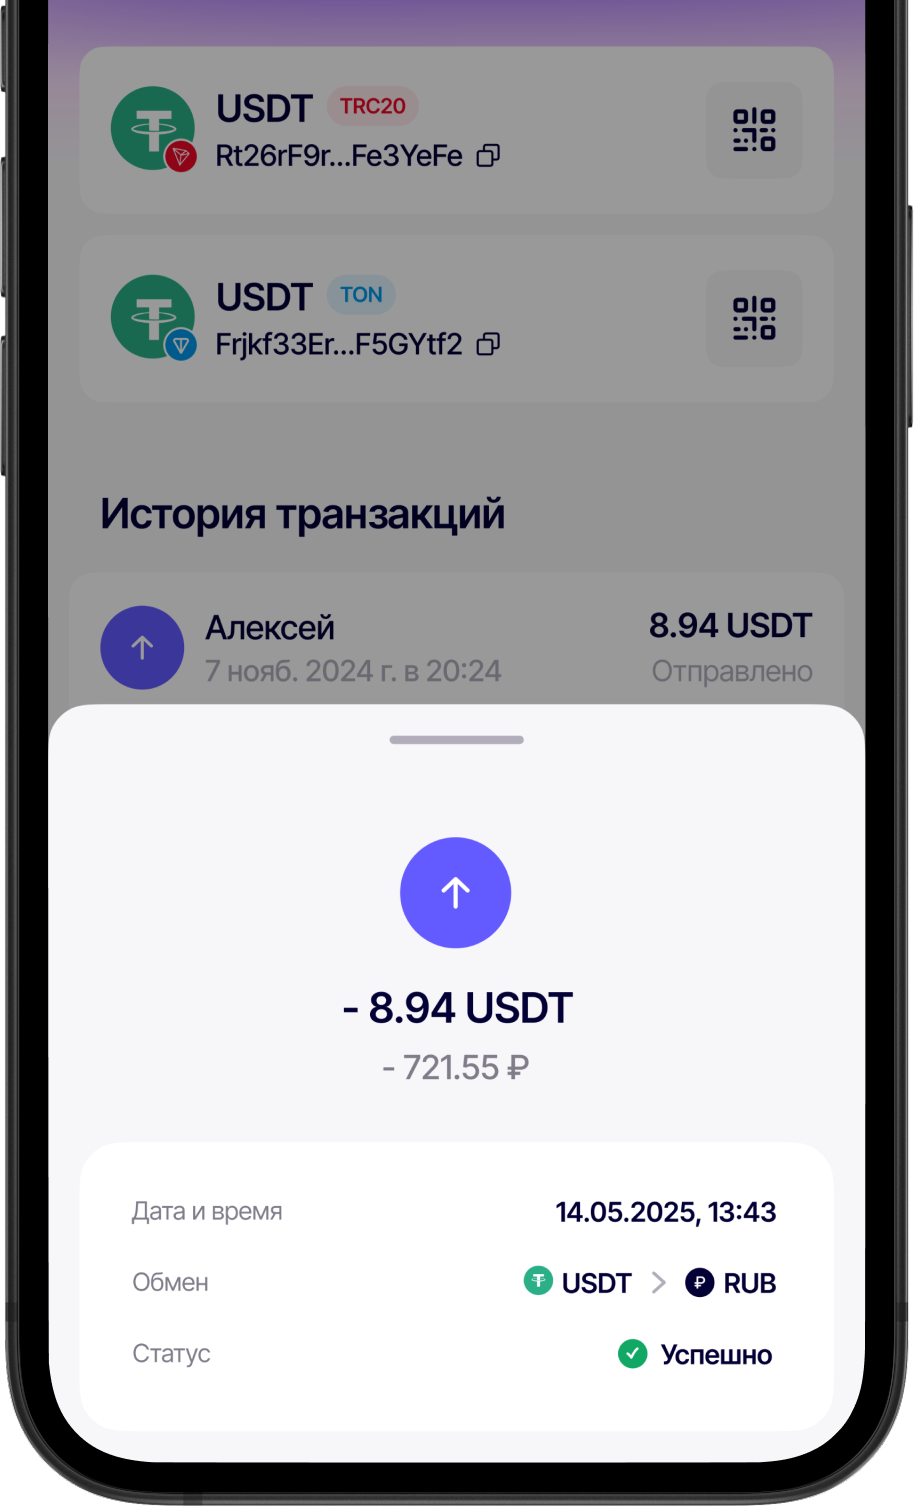 USDT TRC20
Rt26rF9r...Fe3YeFe
USDT TON
Frjkf33Er...F5GYtf2
История транзакций
Алексей 8.94 USDT
7 нояб. 2024 г. в 20:24 Отправлено
- 8.94 USDT
- 721.55 ₽
Дата и время 14.05.2025, 13:43
Обмен USDT > ₽ RUB
Статус Успешно